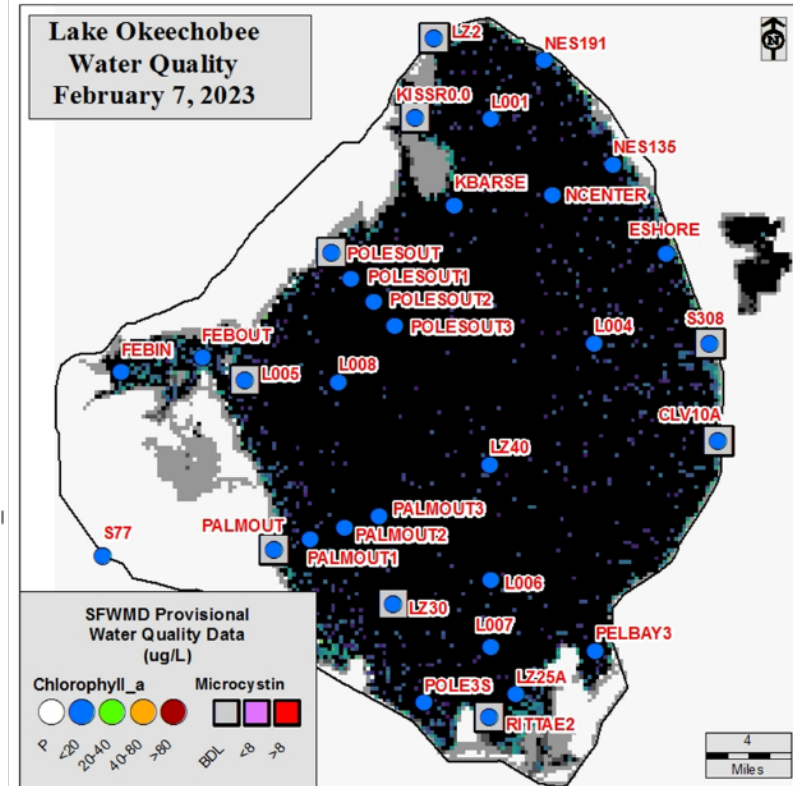 Lake Okeechobee
Water Quality
February 7, 2023
N
LZ2
NES191
KISSR0.0
L001
NES135
KBARSE
NCENTER
ESHORE
POLESOUT
POLESOUT1
POLESOUT2
POLESOUT3
L004
S308
FEBIN
FEBOUT
L005
L008
CLV10A
LZ40
S77
PALMOUT
PALMOUT3
PALMOUT2
PALMOUT1
L006
LZ30
L007
PELBAY3
POLE3S
LZ25A
RITTAE2
SFWMD Provisional
Water Quality Data
(ug/L)
Chlorophyll_a Microcystin
P <20 20-40 40-80 >80 BDL <8 >8
4
Miles